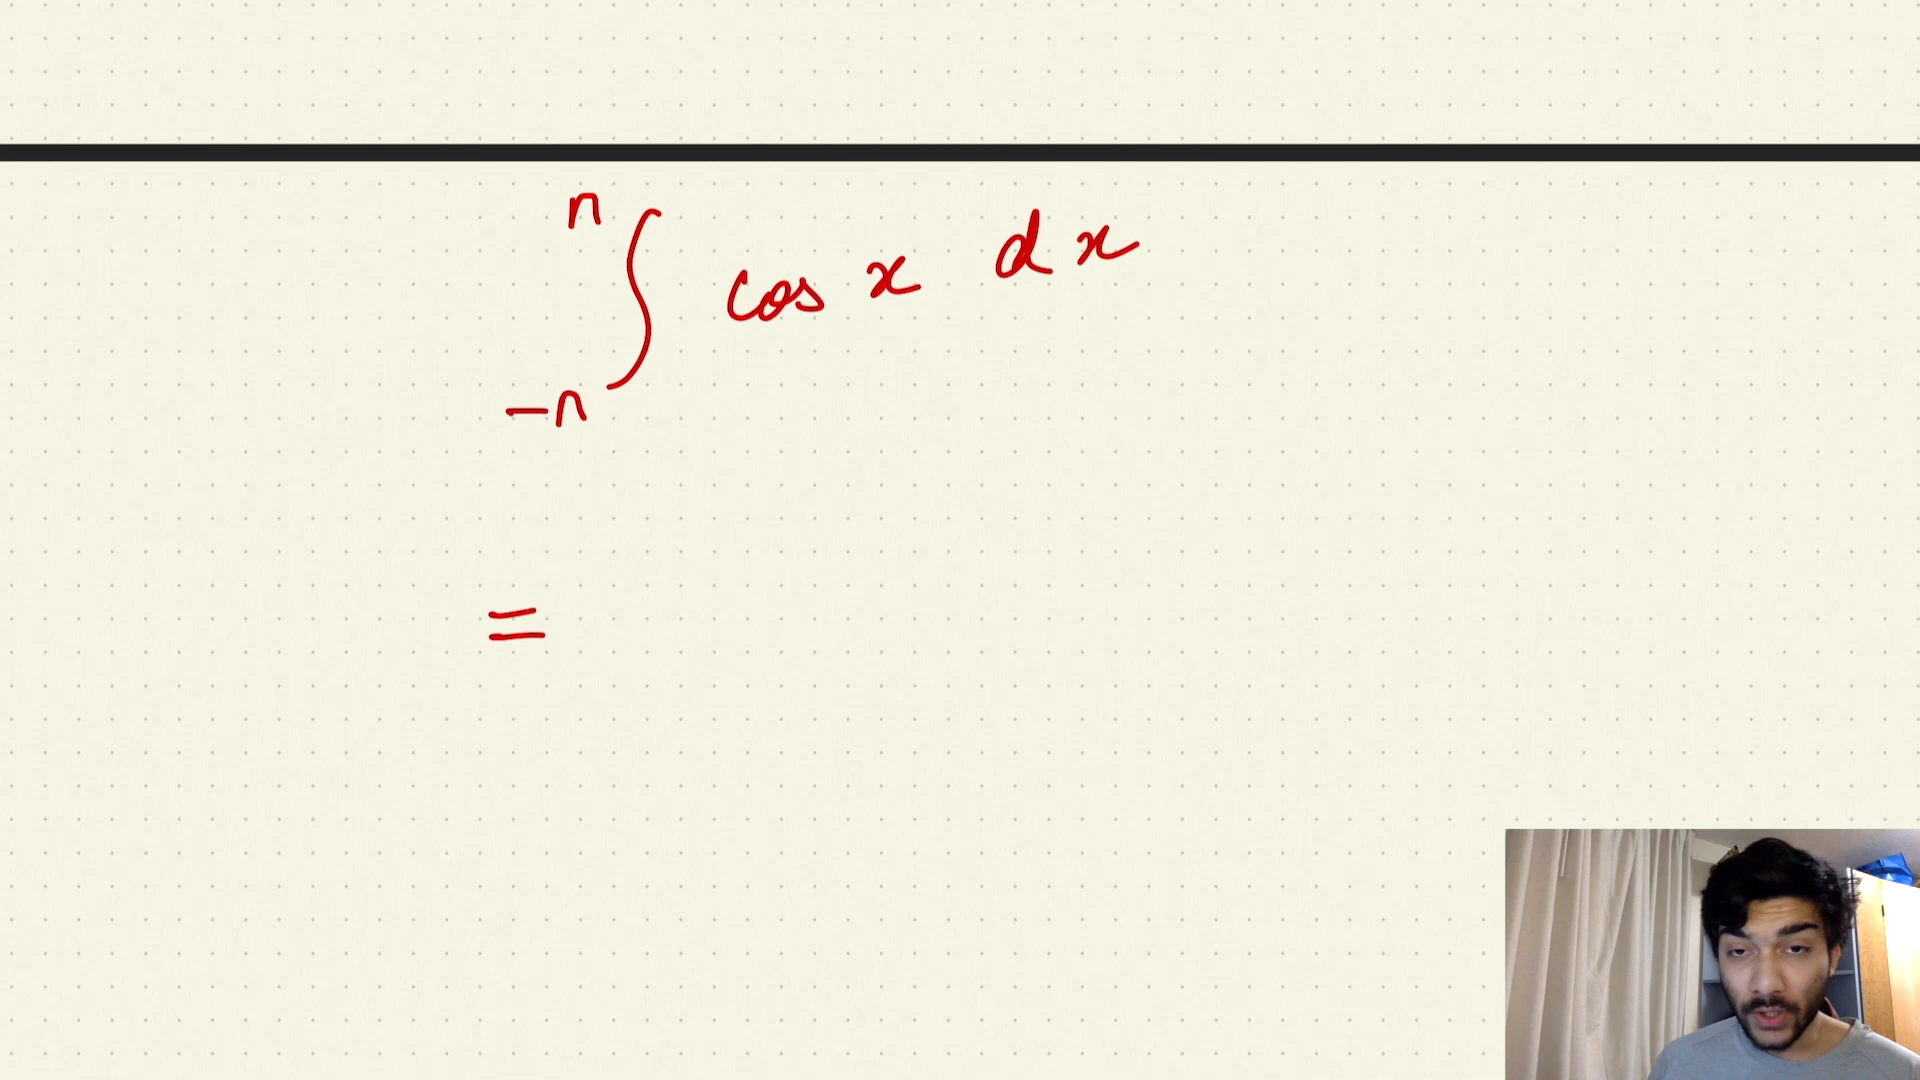 n
∫ cos x dx
-n
=